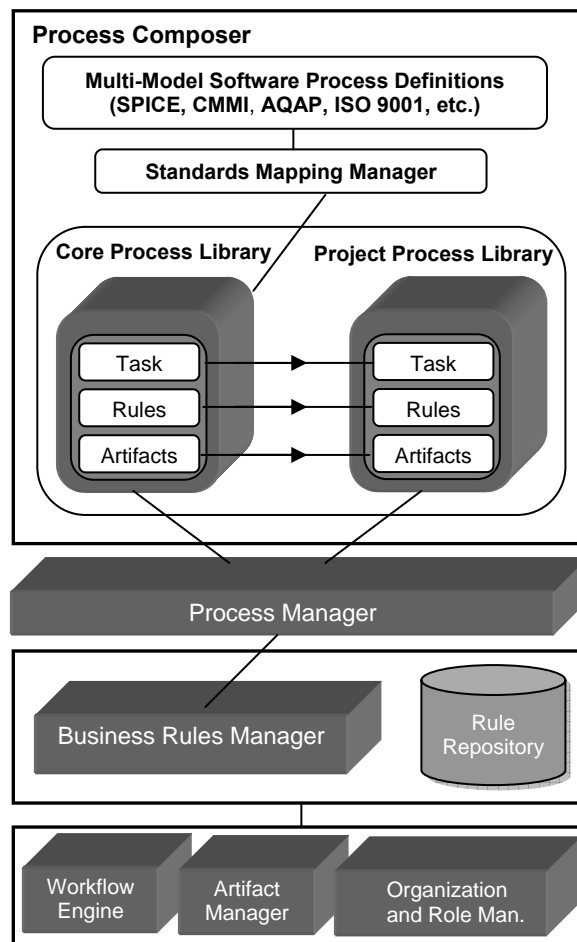 Process Composer
Multi-Model Software Process Definitions
(SPICE, CMMI, AQAP, ISO 9001, etc.)
Standards Mapping Manager
Core Process Library
Project Process Library
Task
Task
Rules
Rules
Artifacts
Artifacts
Process Manager
Business Rules Manager
Rule
Repository
Workflow
Engine
Artifact
Manager
Organization
and Role Man.